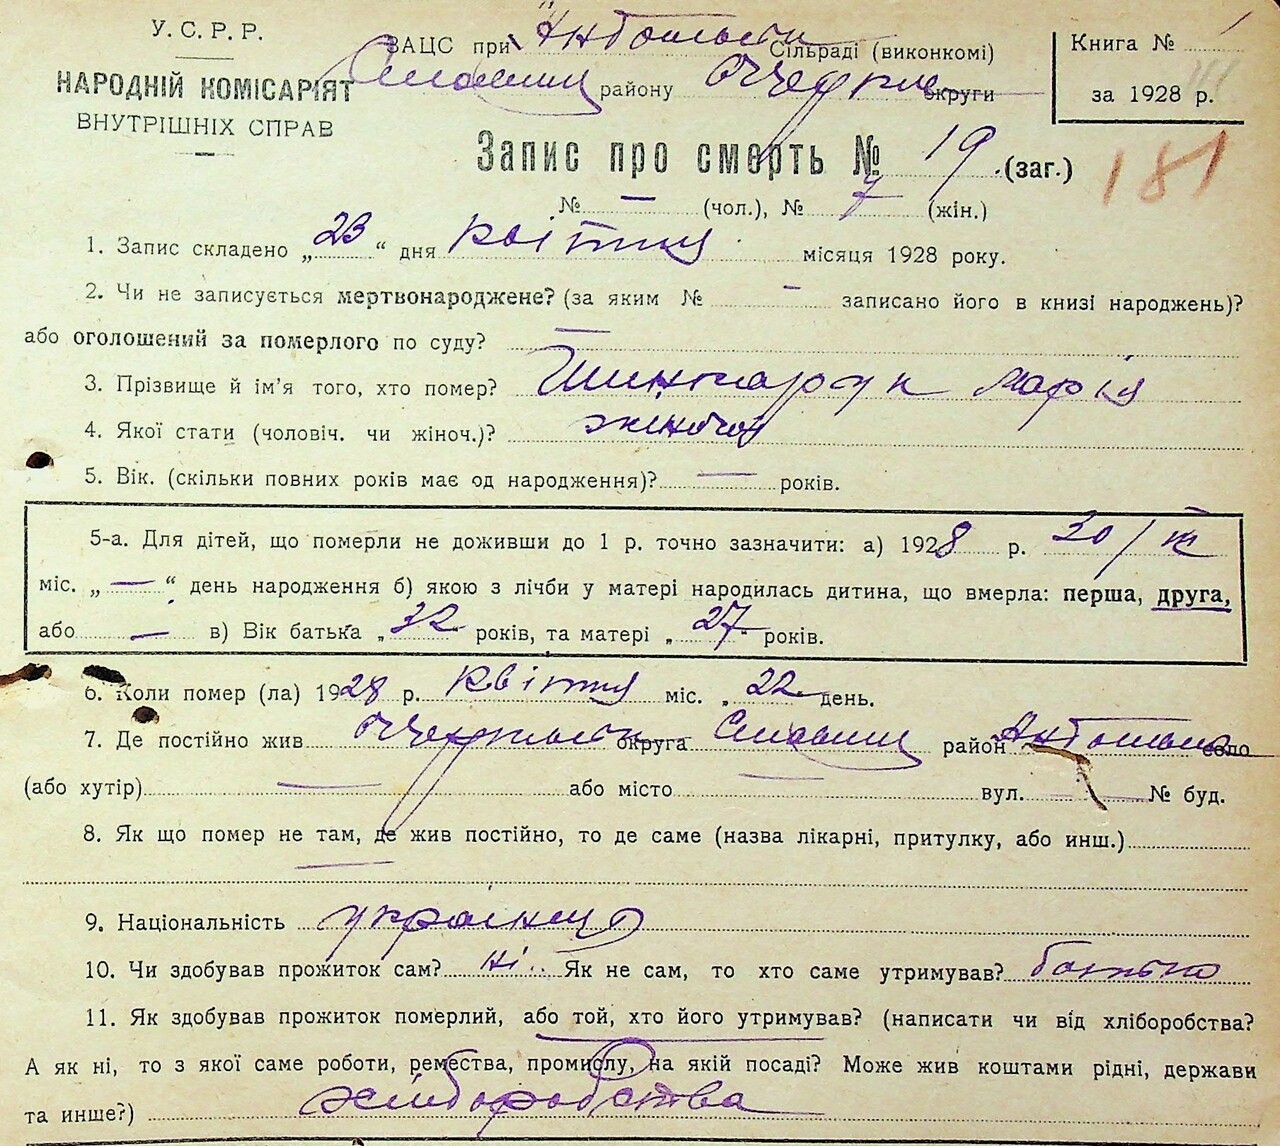 У. С. Р. Р.
НАРОДНІЙ КОМІСАРІЯТ
ВНУТРІШНІХ СПРАВ
ЗАЦС при Сільраді (виконкомі)
району округи
Книга №
за 1928 р.
Запис про смерть № 19 (заг.)
181
№ — (чол.), № 7 (жін.)
1. Запис складено „23“ дня квітня місяця 1928 року.
2. Чи не записується мертвонароджене? (за яким № - записано його в книзі народжень)?
або оголошений за померлого по суду? —
3. Прізвище й ім'я того, хто помер? Шинкарук Марія
4. Якої стати (чоловіч. чи жіноч.)? жіночої
5. Вік. (скільки повних років має од народження)? — років.
5-а. Для дітей, що померли не доживши до 1 р. точно зазначити: а) 1928 р. 30/III
міс. „—“ день народження б) якою з лічби у матері народилась дитина, що вмерла: перша, друга,
або — в) Вік батька „32 років, та матері „27“ років.
6. Коли помер (ла) 1928 р. квітня міс. „22 день.
7. Де постійно жив округа район село
(або хутір) — або місто — вул. — № буд.
8. Як що помер не там, де жив постійно, то де саме (назва лікарні, притулку, або инш.)
—
9. Національність українка
10. Чи здобував прожиток сам? ні.. Як не сам, то хто саме утримував? батько
11. Як здобував прожиток померлий, або той, хто його утримував? (написати чи від хліборобства?
А як ні, то з якої саме роботи, ремества, промислу, на якій посаді? Може жив коштами рідні, держави
та инше?) хліборобства